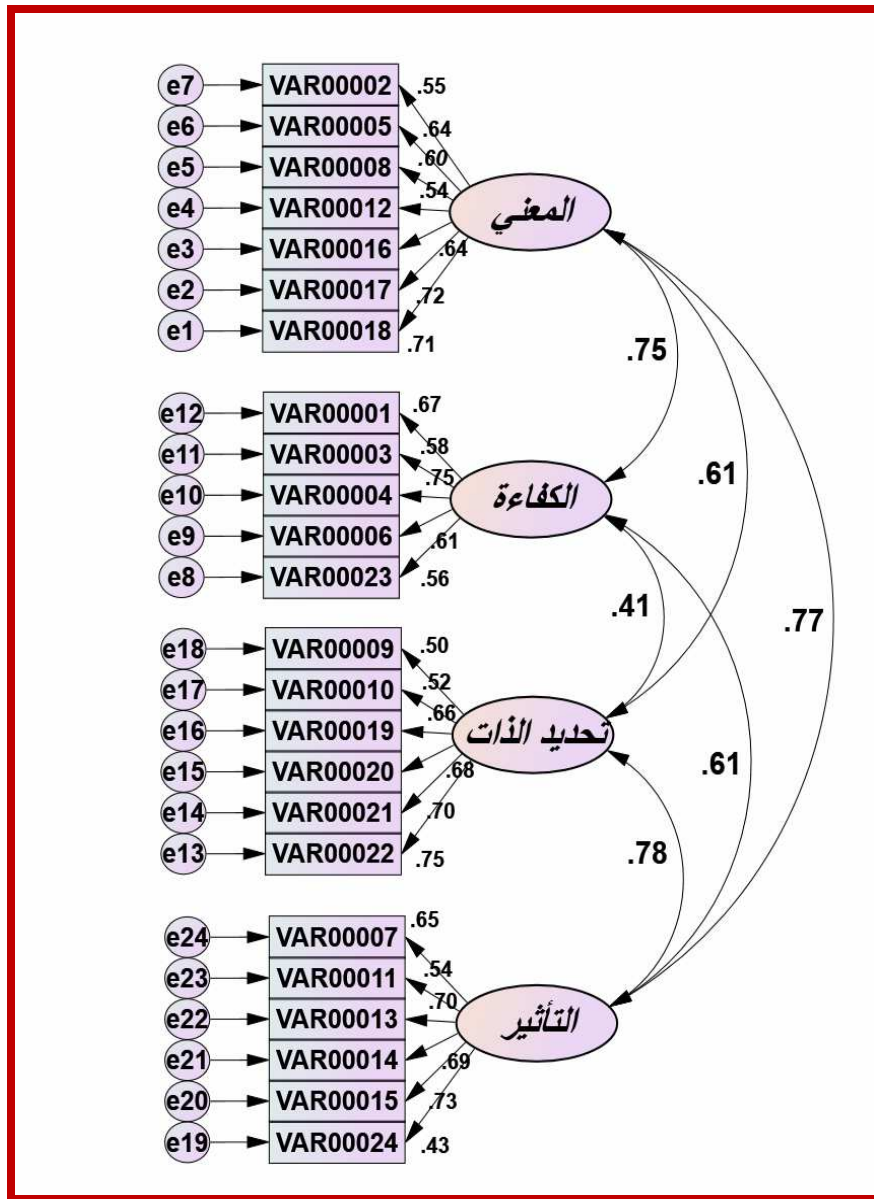 e7 VAR00002 .55
e6 VAR00005 .64
e5 VAR00008 .60
e4 VAR00012 .54
e3 VAR00016 .64
e2 VAR00017 .72
e1 VAR00018 .71
المعني
.75
e12 VAR00001 .67
e11 VAR00003 .58
e10 VAR00004 .75
e9 VAR00006 .61
e8 VAR00023 .56
الكفاءة
.61
.41
.77
e18 VAR00009 .50
e17 VAR00010 .52
e16 VAR00019 .66
e15 VAR00020 .68
e14 VAR00021 .70
e13 VAR00022 .75
تحديد الذات
.61
.78
e24 VAR00007 .65
e23 VAR00011 .54
e22 VAR00013 .70
e21 VAR00014 .69
e20 VAR00015 .73
e19 VAR00024 .43
التأثير